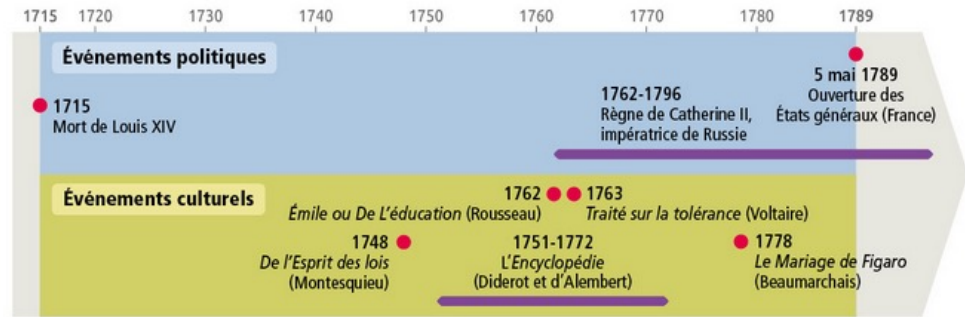 1715 1720 1730 1740 1750 1760 1770 1780 1789
Événements politiques
1715
Mort de Louis XIV
1762-1796
Règne de Catherine II,
impératrice de Russie
5 mai 1789
Ouverture des
États généraux (France)
Événements culturels
1762
Émile ou De L'éducation (Rousseau)
1763
Traité sur la tolérance (Voltaire)
1748
De l'Esprit des lois
(Montesquieu)
1751-1772
L'Encyclopédie
(Diderot et d'Alembert)
1778
Le Mariage de Figaro
(Beaumarchais)